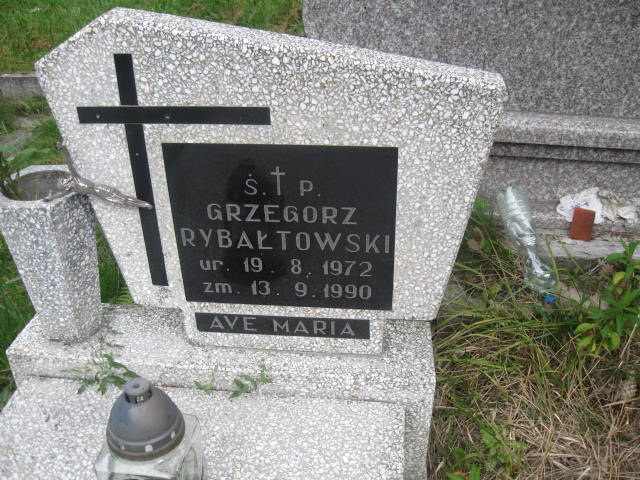 Ś. † P.
GRZEGORZ
RYBAŁTOWSKI
ur. 19. 8. 1972
zm. 13. 9. 1990
AVE MARIA